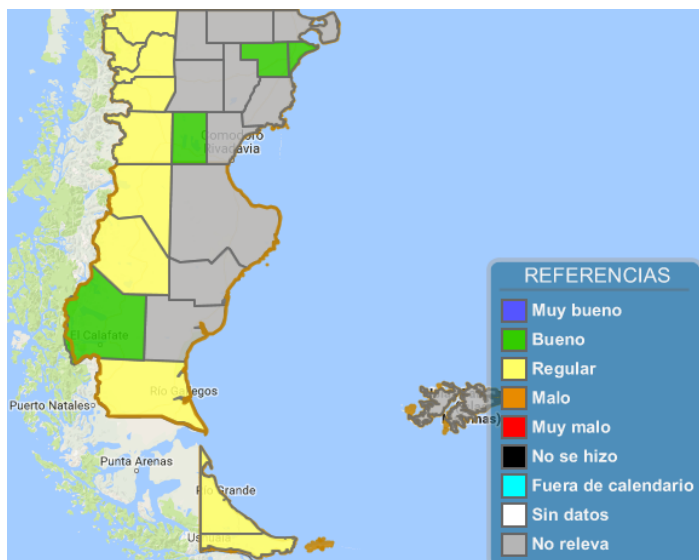 Comodoro
Rivadavia
El Calafate
Río Gallegos
Puerto Natales
Punta Arenas
Río Grande
Ushuaia
REFERENCIAS
Muy bueno
Bueno
Regular
Malo
Muy malo
No se hizo
Fuera de calendario
Sin datos
No releva